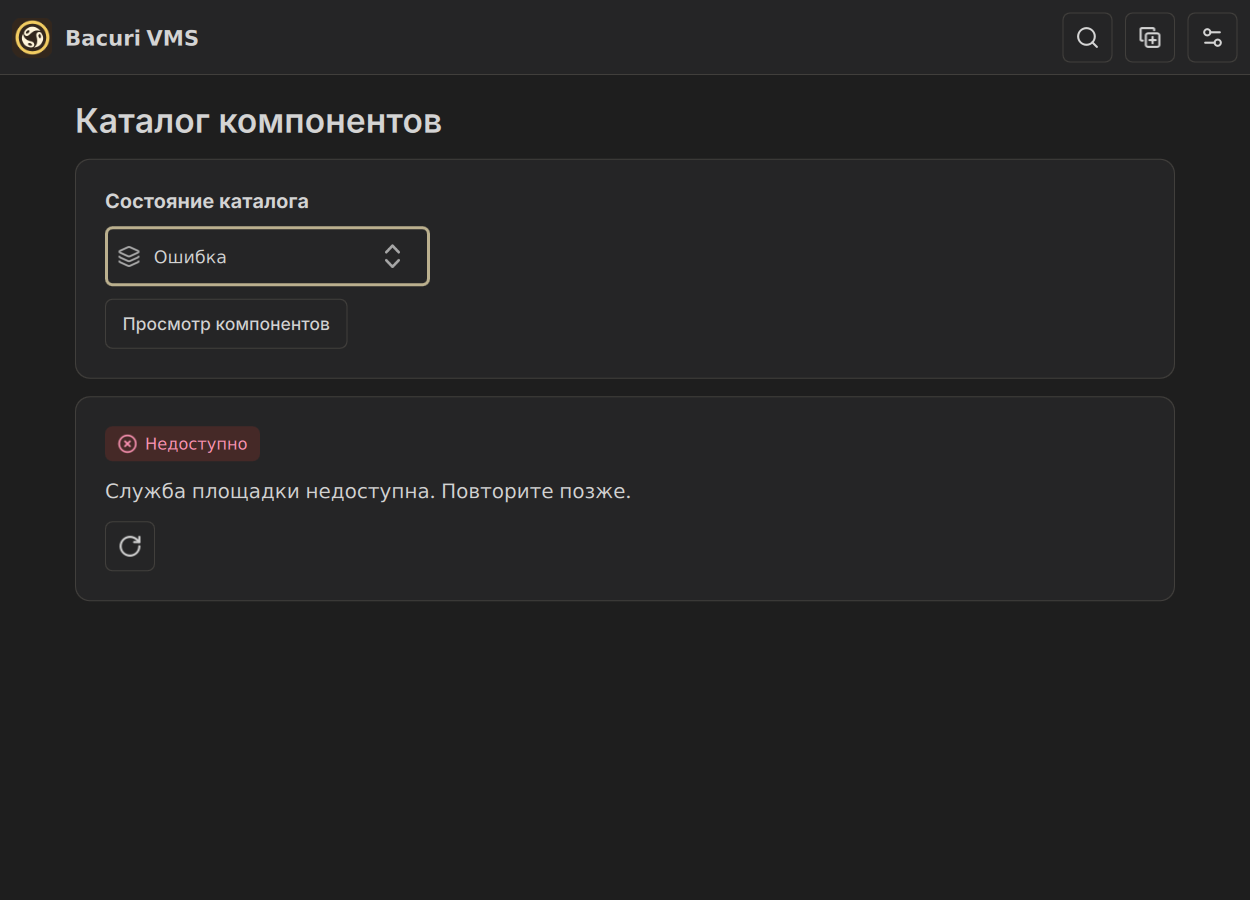 Bacuri VMS
Каталог компонентов
Состояние каталога
Ошибка
Просмотр компонентов
Недоступно
Служба площадки недоступна. Повторите позже.